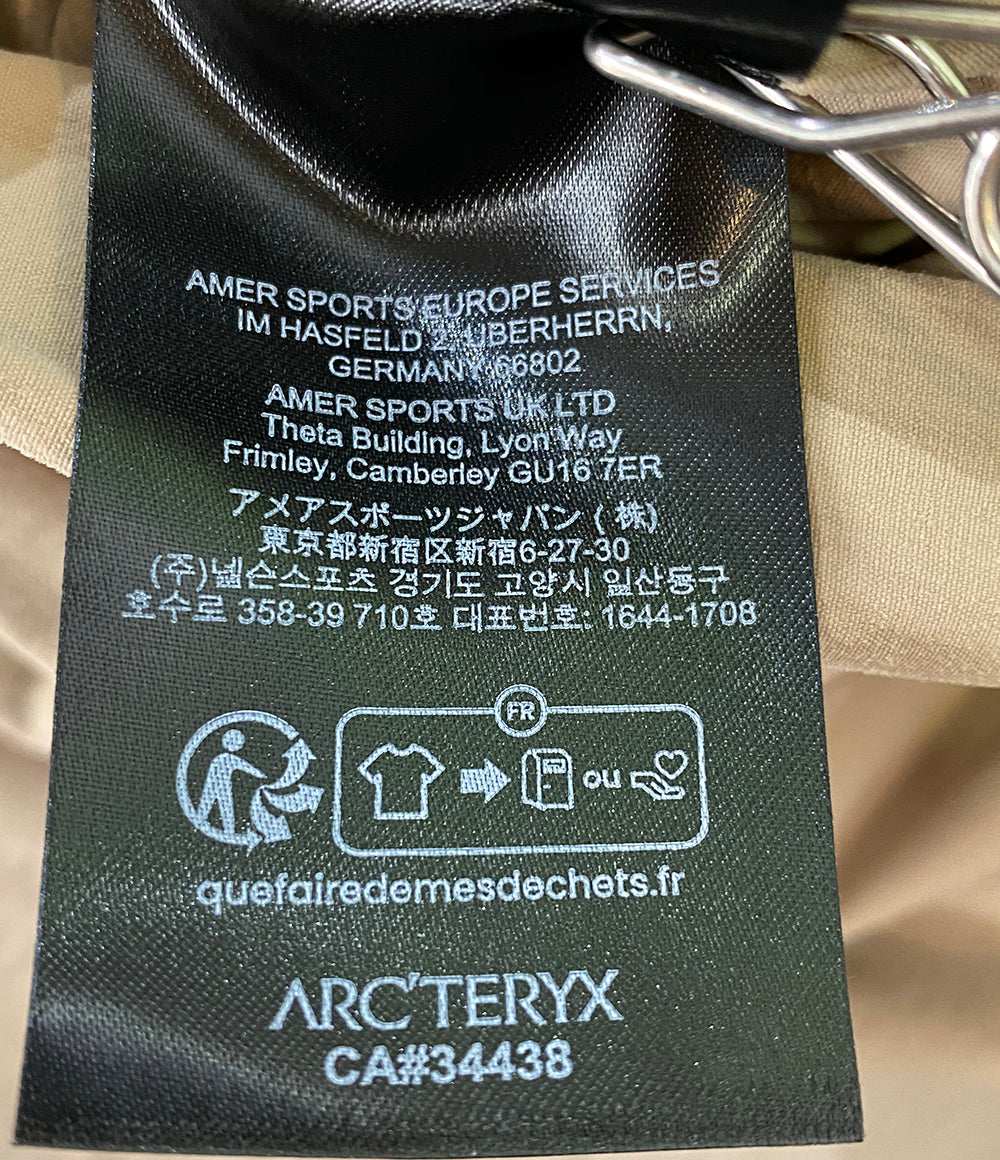 AMER SPORTS EUROPE SERVICES
IM HASFELD 2, UBERHERRN,
GERMANY 66802
AMER SPORTS UK LTD
Theta Building, Lyon Way
Frimley, Camberley GU16 7ER
アメアスポーツジャパン ( 株)
東京都新宿区新宿6-27-30
(주)넬슨스포츠 경기도 고양시 일산동구
호수로 358-39 710호 대표번호: 1644-1708
FR
ou
quefairedemesdechets.fr
ARC'TERYX
CA#34438